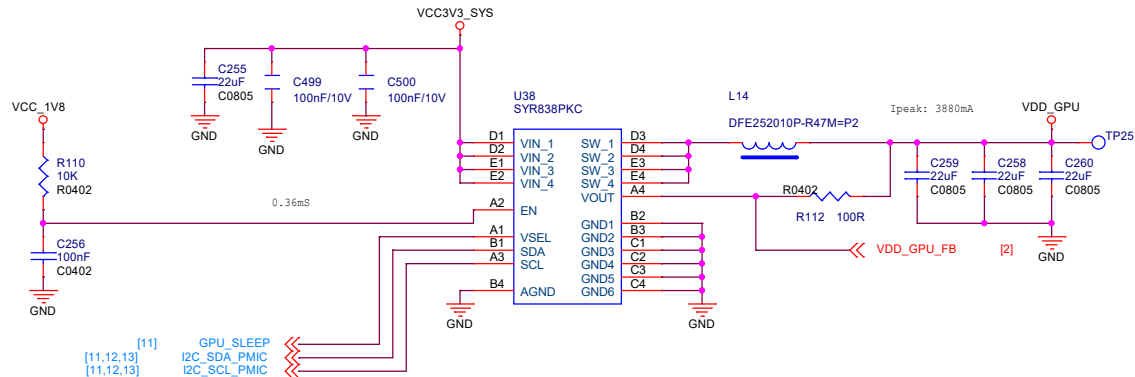 VCC3V3_SYS
C255
22uF
C0805
C499
100nF/10V
C500
100nF/10V
U38
SYR838PKC
L14
DFE252010P-R47M=P2
Ipeak: 3880mA
VDD_GPU
TP25
VCC_1V8
GND
GND
GND
R110
10K
R0402
0.36mS
D1
D2
E1
E2
A2
A1
B1
A3
B4
VIN_1
VIN_2
VIN_3
VIN_4
EN
VSEL
SDA
SCL
AGND
SW_1
SW_2
SW_3
SW_4
VOUT
GND1
GND2
GND3
GND4
GND5
GND6
D3
D4
E3
E4
A4
B2
B3
C1
C2
C3
C4
R0402
R112 100R
C259
22uF
C0805
C258
22uF
C0805
C260
22uF
C0805
GND
VDD_GPU_FB [2]
C256
100nF
C0402
GND
GND
GND
[11] GPU_SLEEP
[11,12,13] I2C_SDA_PMIC
[11,12,13] I2C_SCL_PMIC